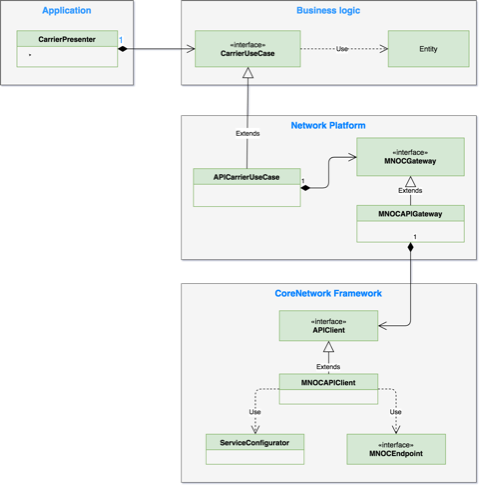 Application
Business logic
CarrierPresenter
1
«interface»
CarrierUseCase
Use
Entity
Extends
Network Platform
«interface»
MNOCGateway
APICarrierUseCase
1
Extends
MNOCAPIGateway
1
CoreNetwork Framework
«interface»
APIClient
Extends
MNOCAPIClient
Use
Use
ServiceConfigurator
«interface»
MNOCEndpoint